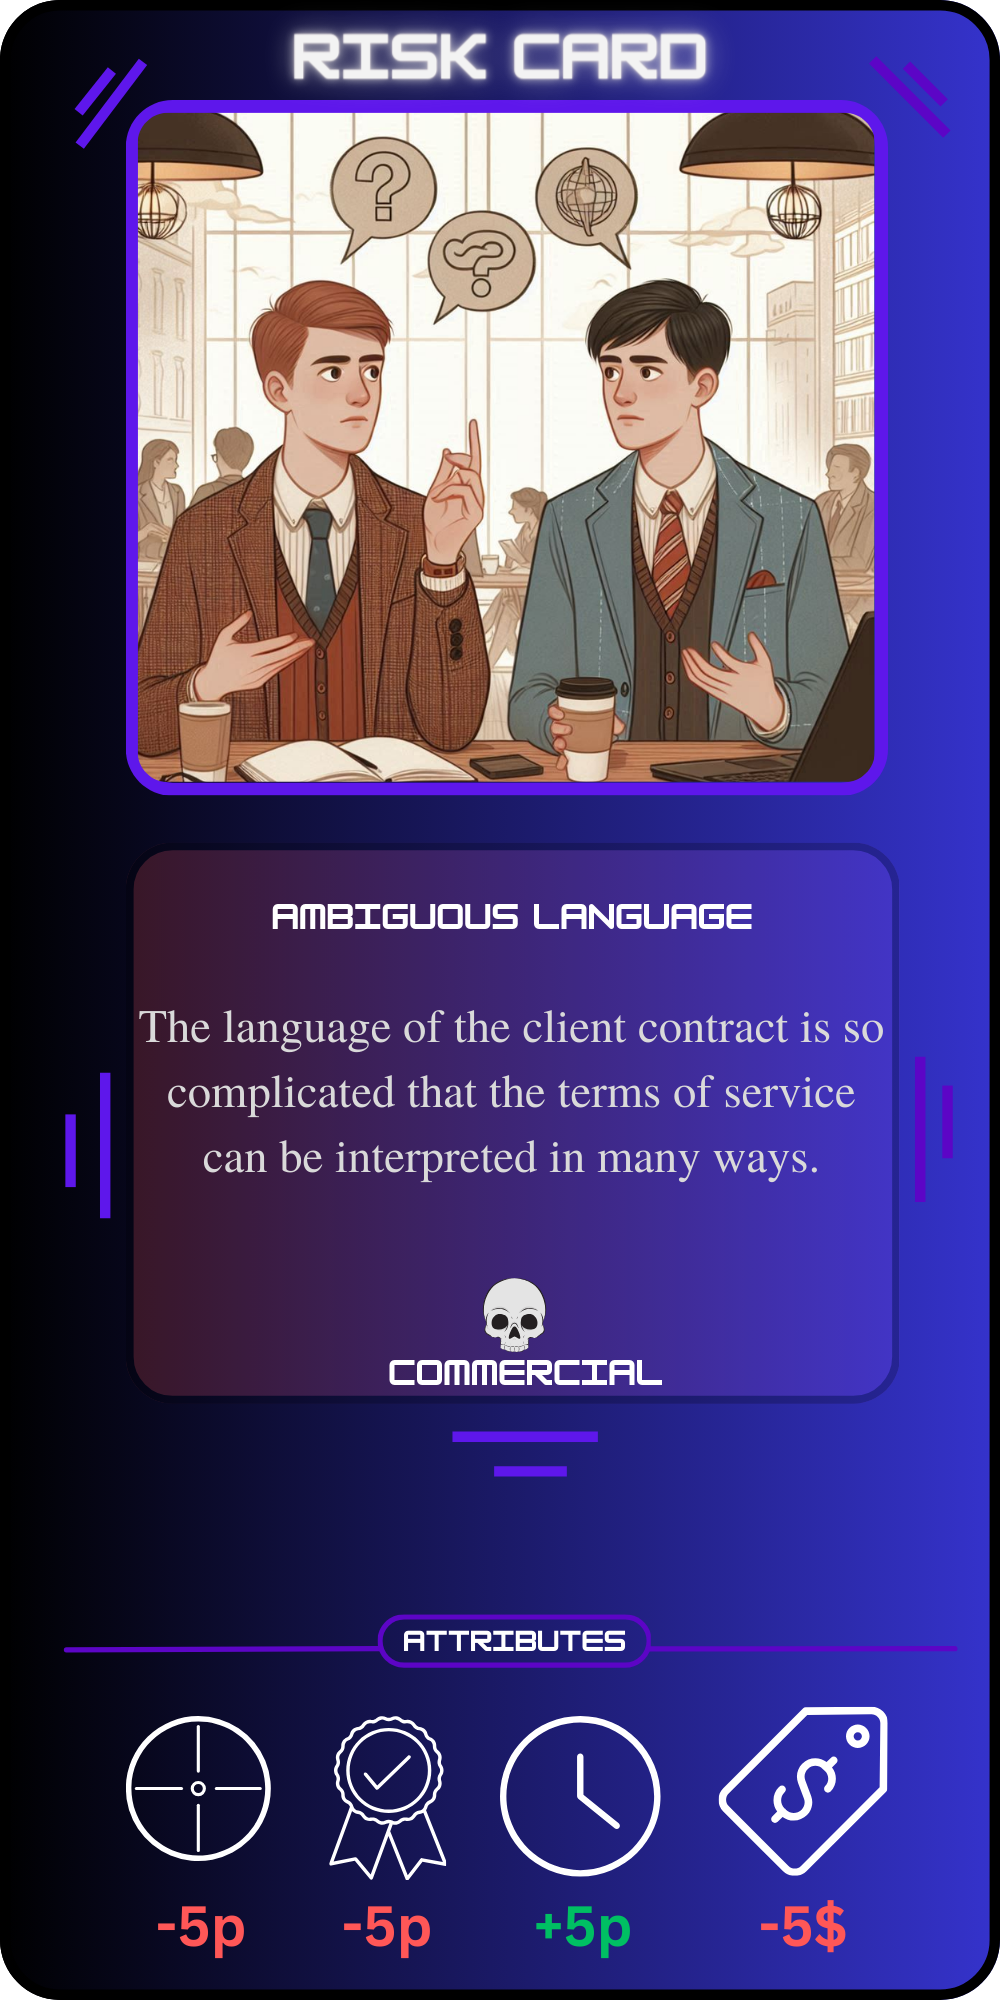 RISK CARD
?
?
AMBIGUOUS LANGUAGE
The language of the client contract is so
complicated that the terms of service
can be interpreted in many ways.
COMMERCIAL
ATTRIBUTES
$
-5p -5p +5p -5$